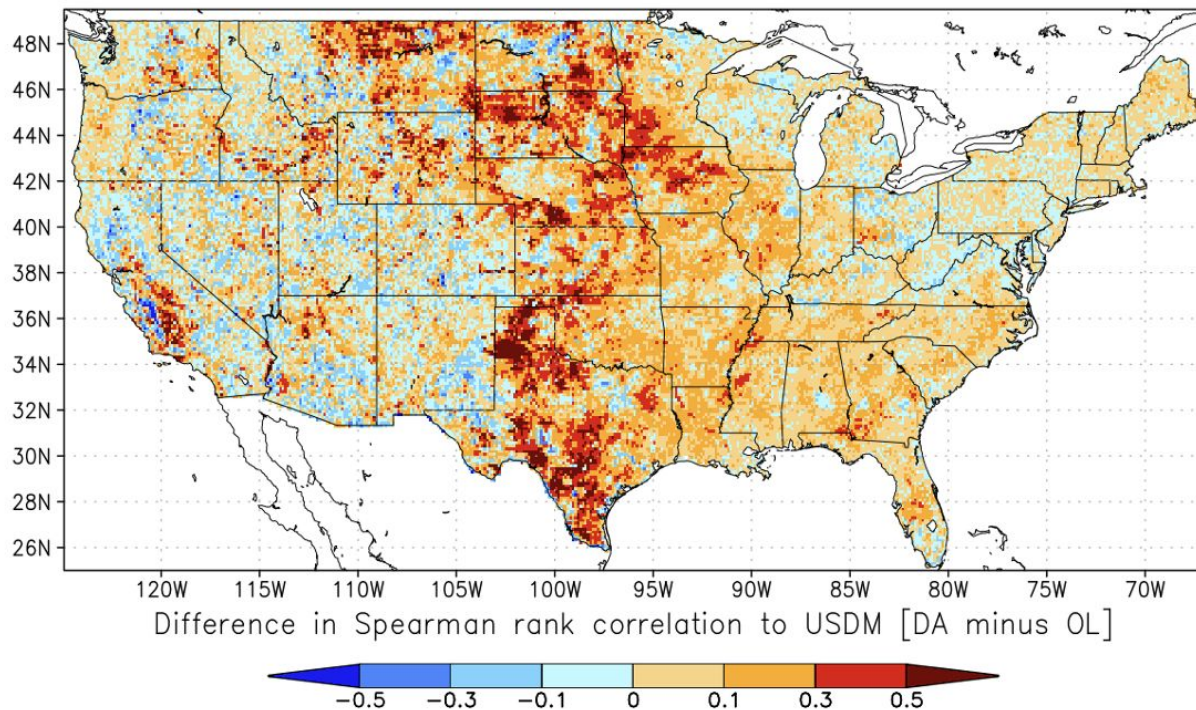 48N
46N
44N
42N
40N
38N
36N
34N
32N
30N
28N
26N
120W 115W 110W 105W 100W 95W 90W 85W 80W 75W 70W
Difference in Spearman rank correlation to USDM [DA minus OL]
−0.5 −0.3 −0.1 0 0.1 0.3 0.5